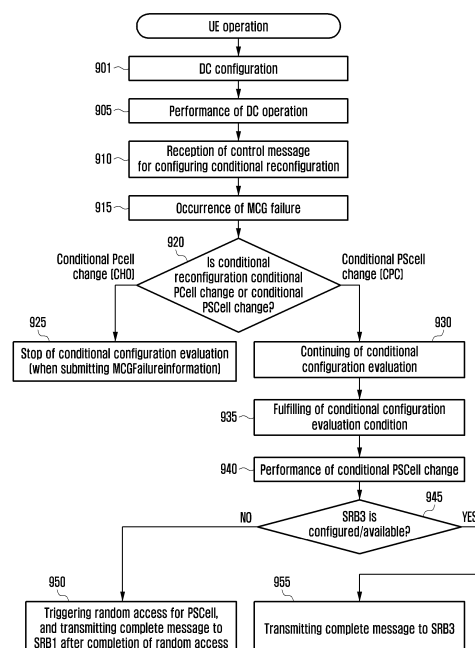 UE operation
901
DC configuration
905
Performance of DC operation
910
Reception of control message
for configuring conditional reconfiguration
915
Occurrence of MCG failure
920
Conditional Pcell
change (CHO)
Is conditional
reconfiguration conditional
PCell change or conditional
PSCell change?
Conditional PScell
change (CPC)
925
Stop of conditional configuration evaluation
(when submitting MCGFailureinformation)
930
Continuing of conditional
configuration evaluation
935
Fulfilling of conditional configuration
evaluation condition
940
Performance of conditional PSCell change
945
NO
SRB3 is
configured/available?
YES
950
Triggering random access for PSCell,
and transmitting complete message to
SRB1 after completion of random access
955
Transmitting complete message to SRB3